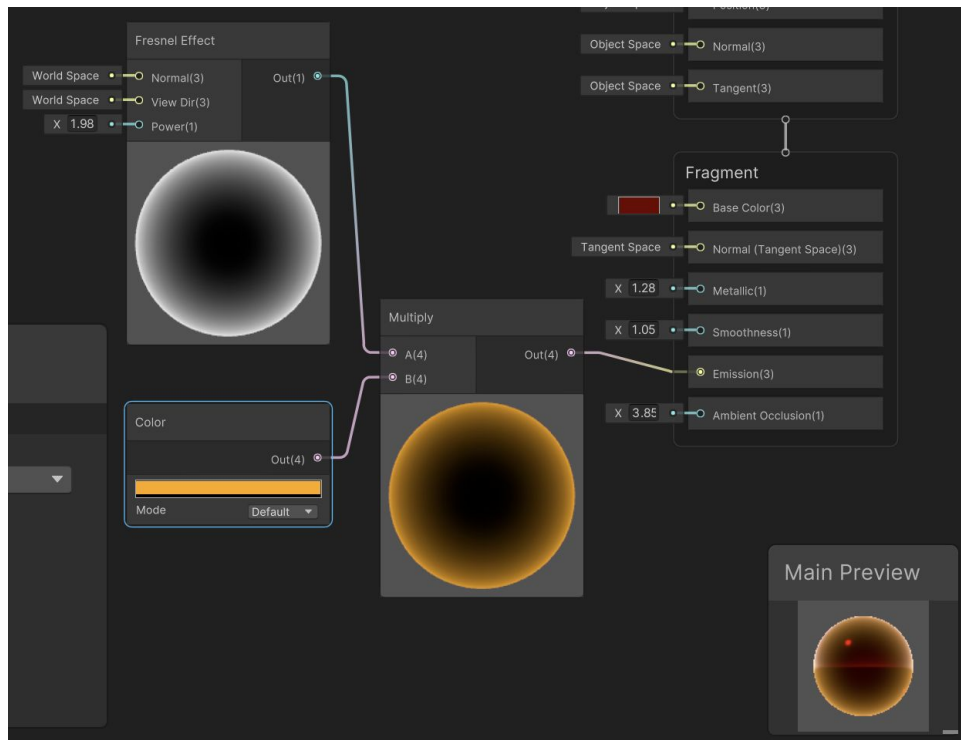 Fresnel Effect
World Space
Normal(3)
Out(1)
World Space
View Dir(3)
X 1.98
Power(1)
Object Space
Normal(3)
Object Space
Tangent(3)
Fragment
Base Color(3)
Tangent Space
Normal (Tangent Space)(3)
X 1.28
Metallic(1)
X 1.05
Smoothness(1)
Emission(3)
X 3.85
Ambient Occlusion(1)
Multiply
A(4)
Out(4)
B(4)
Color
Out(4)
Mode
Default
Main Preview